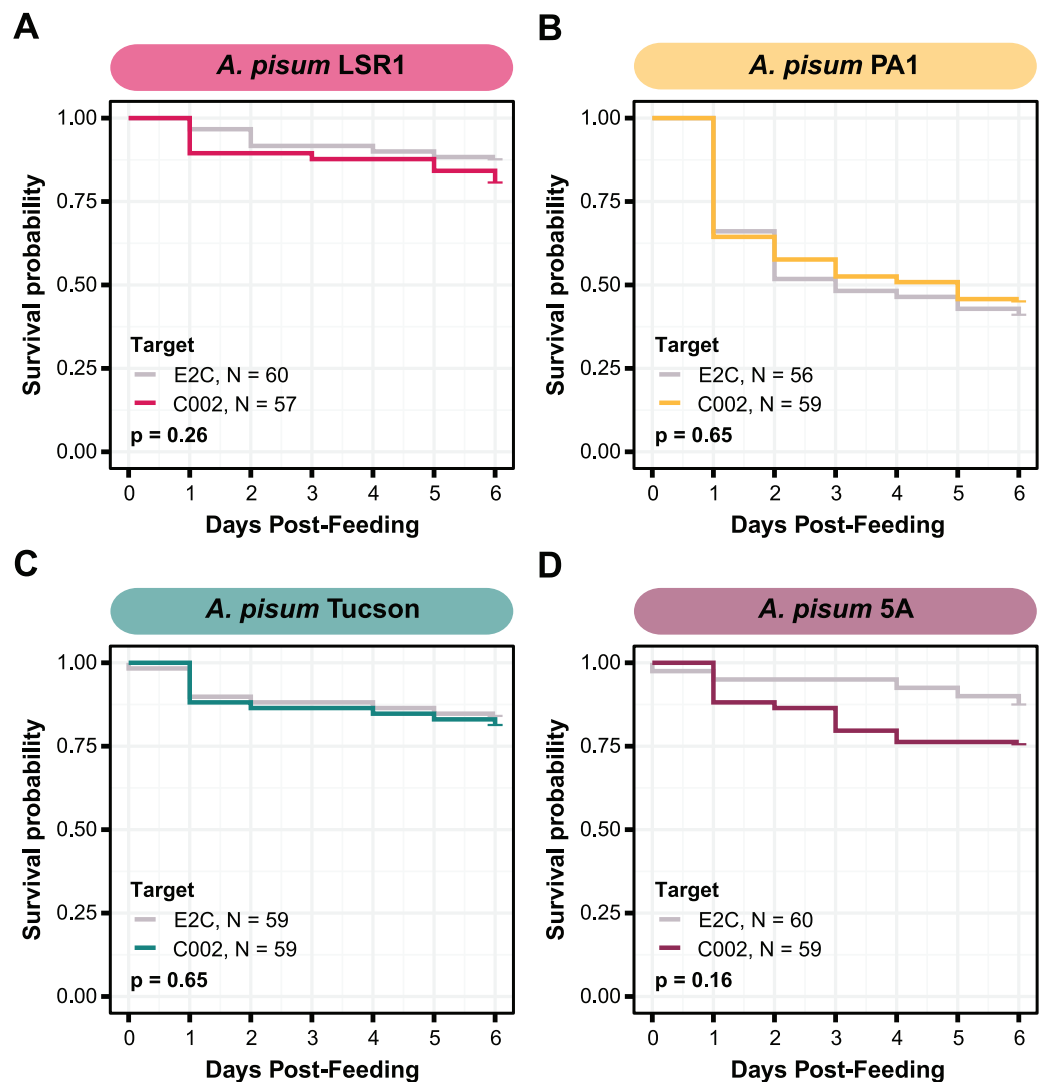 A
A. pisum LSR1
Survival probability
1.00
0.75
0.50
0.25
0.00
Target
E2C, N = 60
C002, N = 57
p = 0.26
0 1 2 3 4 5 6
Days Post-Feeding
B
A. pisum PA1
Survival probability
1.00
0.75
0.50
0.25
0.00
Target
E2C, N = 56
C002, N = 59
p = 0.65
0 1 2 3 4 5 6
Days Post-Feeding
C
A. pisum Tucson
Survival probability
1.00
0.75
0.50
0.25
0.00
Target
E2C, N = 59
C002, N = 59
p = 0.65
0 1 2 3 4 5 6
Days Post-Feeding
D
A. pisum 5A
Survival probability
1.00
0.75
0.50
0.25
0.00
Target
E2C, N = 60
C002, N = 59
p = 0.16
0 1 2 3 4 5 6
Days Post-Feeding